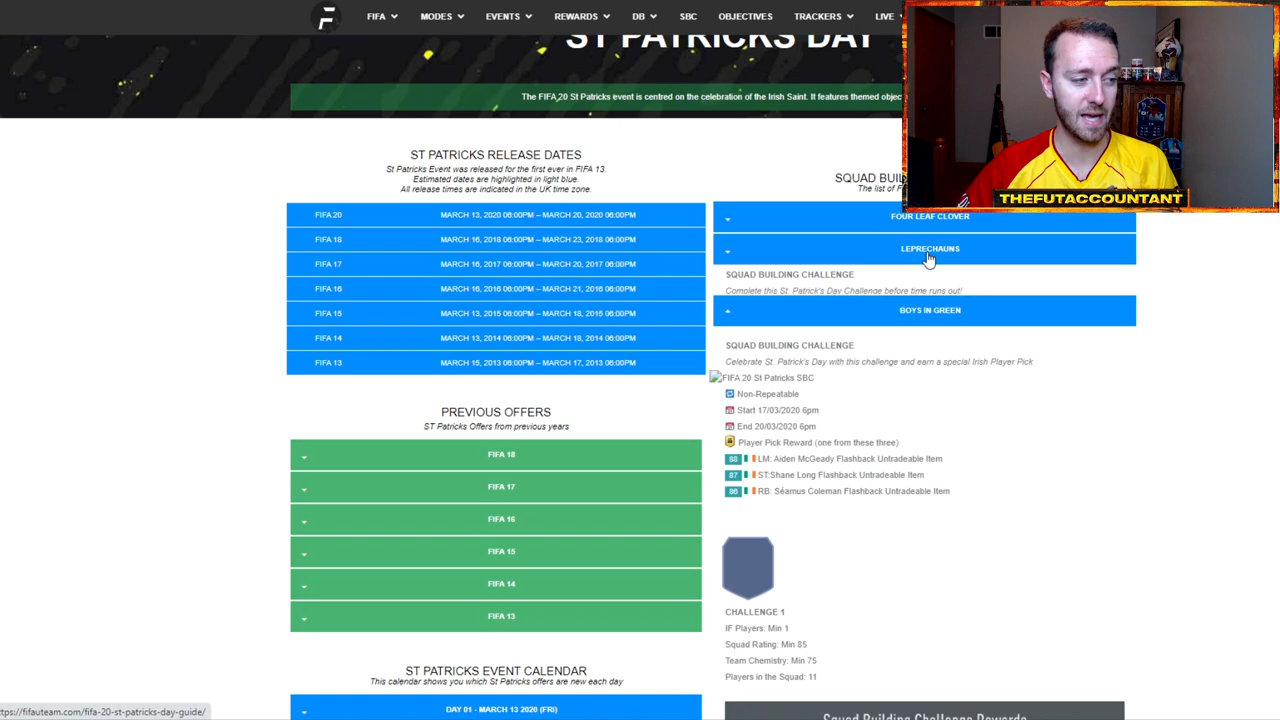 FIFA
MODES
EVENTS
REWARDS
DB
SBC
OBJECTIVES
TRACKERS
LIVE
ST PATRICKS DAY
The FIFA 20 St Patricks event is centred on the celebration of the Irish Saint. It features themed objec
ST PATRICKS RELEASE DATES
St Patricks Event was released for the first ever in FIFA 13.
Estimated dates are highlighted in light blue.
All release times are indicated in the UK time zone.
FIFA 20 MARCH 13, 2020 06:00PM – MARCH 20, 2020 06:00PM
FIFA 18 MARCH 16, 2018 06:00PM – MARCH 23, 2018 06:00PM
FIFA 17 MARCH 16, 2017 06:00PM – MARCH 20, 2017 06:00PM
FIFA 16 MARCH 16, 2016 06:00PM – MARCH 21, 2016 06:00PM
FIFA 15 MARCH 13, 2015 06:00PM – MARCH 18, 2015 06:00PM
FIFA 14 MARCH 13, 2014 06:00PM – MARCH 18, 2014 06:00PM
FIFA 13 MARCH 15, 2013 06:00PM – MARCH 17, 2013 06:00PM
PREVIOUS OFFERS
ST Patricks Offers from previous years
FIFA 18
FIFA 17
FIFA 16
FIFA 15
FIFA 14
FIFA 13
ST PATRICKS EVENT CALENDAR
This calendar shows you which St Patricks offers are new each day
DAY 01 - MARCH 13 2020 (FRI)
ttps://fifauteam.com/fifa-20-st-patricks-day-guide/
THEFUTACCOUNTANT
SQUAD BUIL
The list of F
FOUR LEAF CLOVER
LEPRECHAUNS
SQUAD BUILDING CHALLENGE
Complete this St. Patrick's Day Challenge before time runs out!
BOYS IN GREEN
SQUAD BUILDING CHALLENGE
Celebrate St. Patrick's Day with this challenge and earn a special Irish Player Pick
FIFA 20 St Patricks SBC
Non-Repeatable
Start 17/03/2020 6pm
End 20/03/2020 6pm
Player Pick Reward (one from these three)
88 LM: Aiden McGeady Flashback Untradeable Item
87 ST:Shane Long Flashback Untradeable Item
86 RB: Séamus Coleman Flashback Untradeable Item
CHALLENGE 1
IF Players: Min 1
Squad Rating: Min 85
Team Chemistry: Min 75
Players in the Squad: 11
Squad Building Challenge Rewards